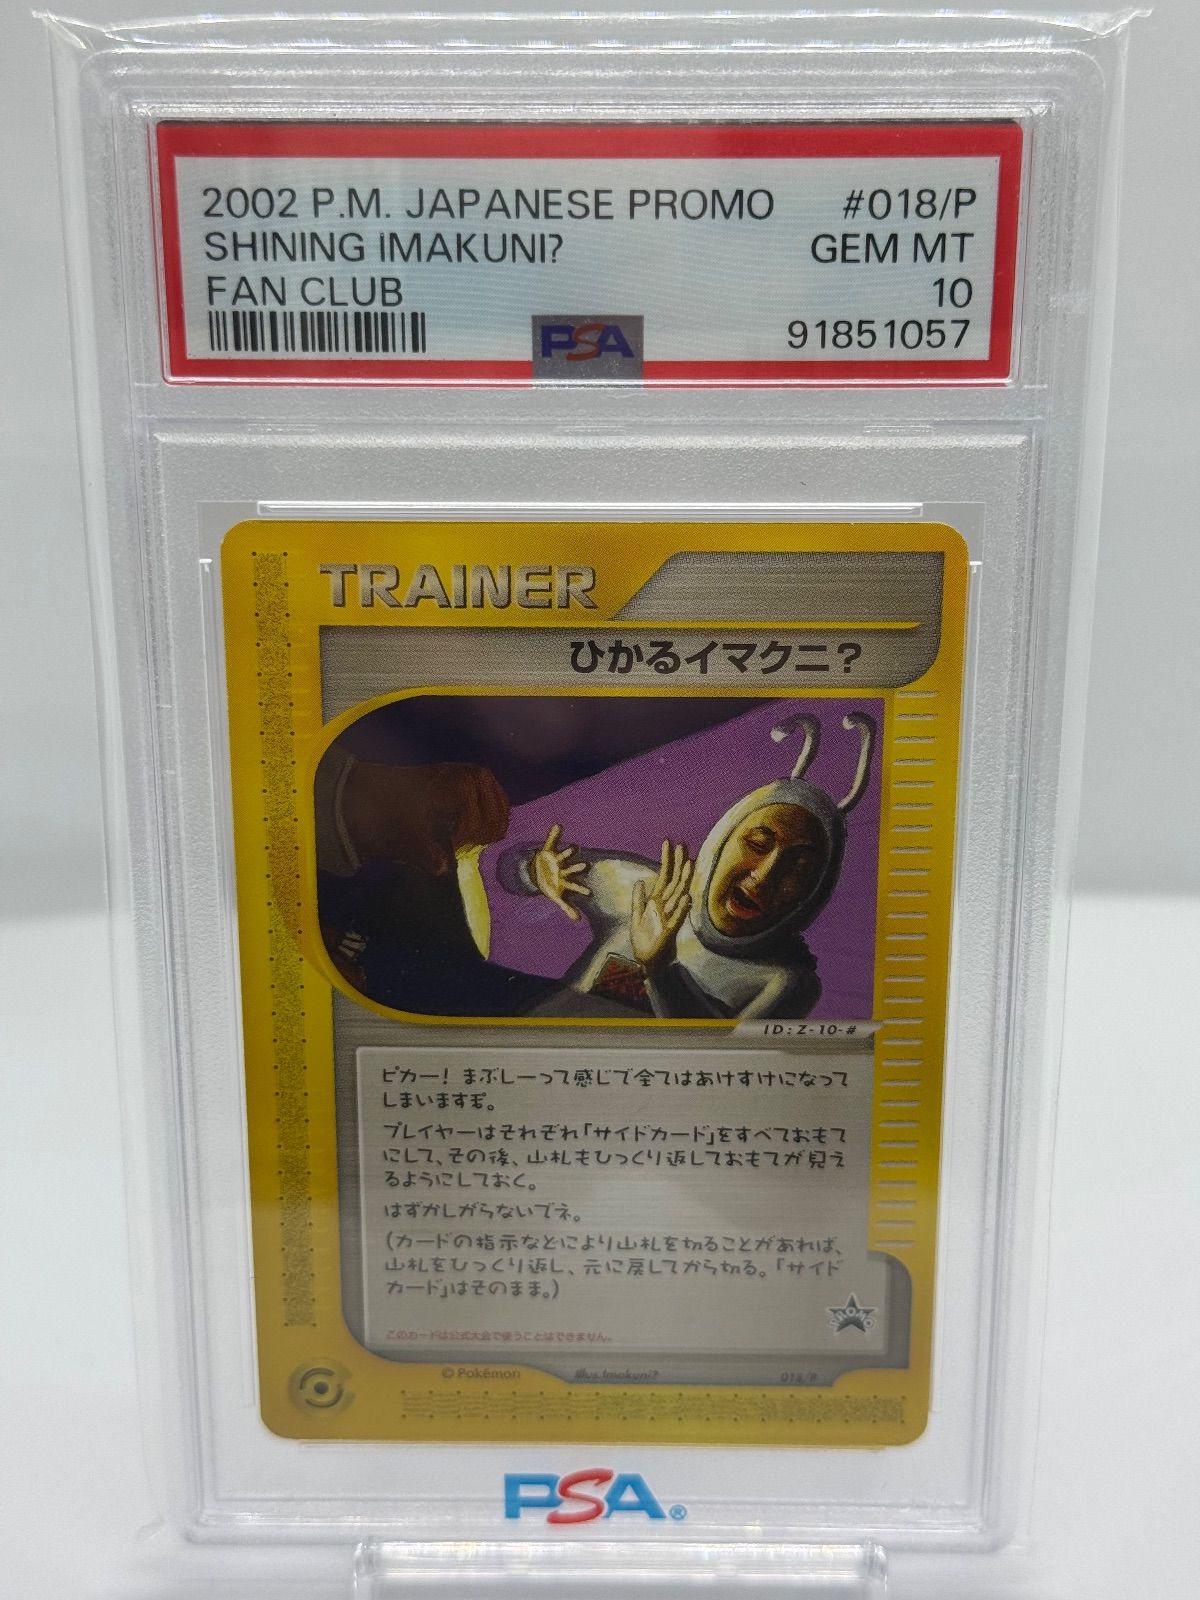 2002 P.M. JAPANESE PROMO #018/P
SHINING IMAKUNI? GEM MT
FAN CLUB 10
PSA 91851057
TRAINER
ひかるイマクニ?
ID:Z-10-#
ピカー! まぶしーって感じで全てはあけすけになって
しまいますぞ。
プレイヤーはそれぞれ「サイドカード」をすべておもて
にして、その後、山札もひっくり返しておもてが見え
るようにしておく。
はずかしがらないでネ。
(カードの指示などにより山札を切ることがあれば、
山札をひっくり返し、元に戻してから切る。「サイド
カード」はそのまま。)
PROMO
このカードは公式大会で使うことはできません。
© Pokémon Illus. Imakuni? 018/P
PSA®